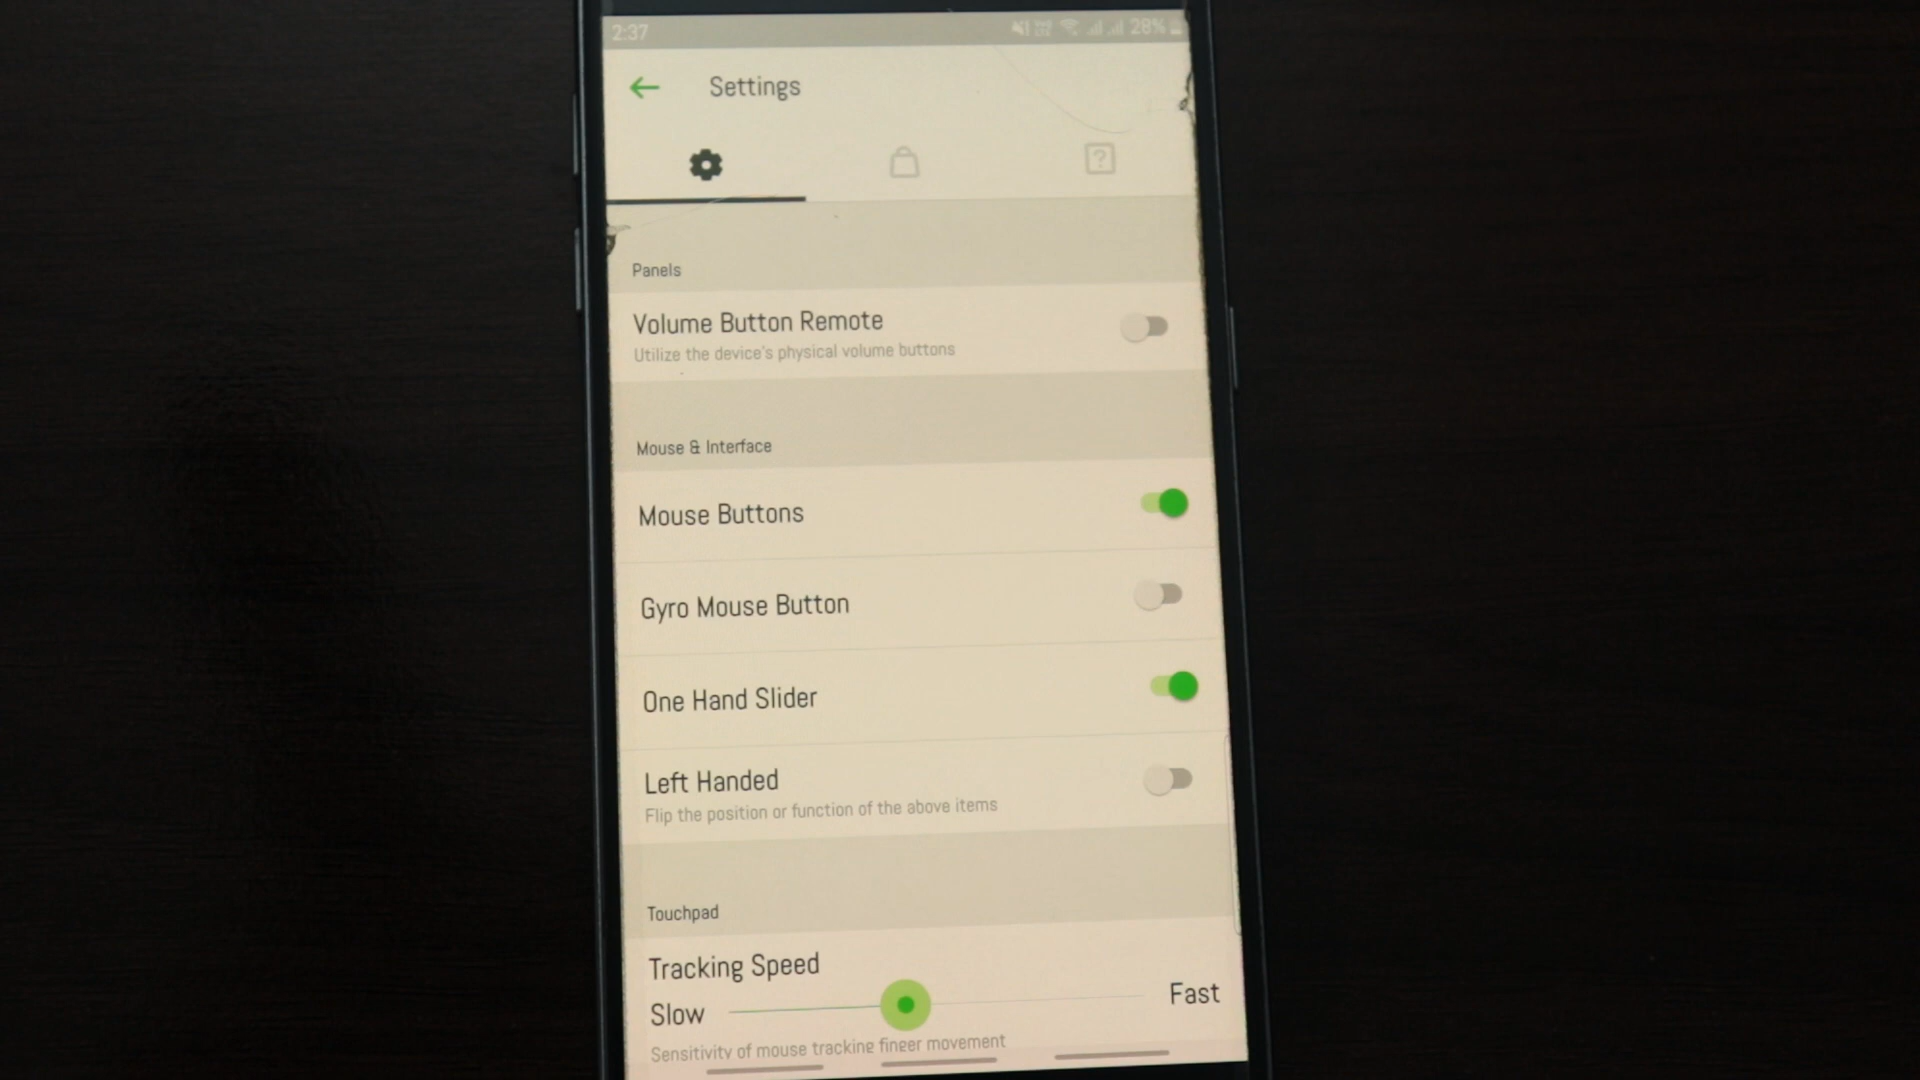 2:37
28%
Settings
Panels
Volume Button Remote
Utilize the device's physical volume buttons
Mouse & Interface
Mouse Buttons
Gyro Mouse Button
One Hand Slider
Left Handed
Flip the position or function of the above items
Touchpad
Tracking Speed
Slow
Fast
Sensitivity of mouse tracking finger movement